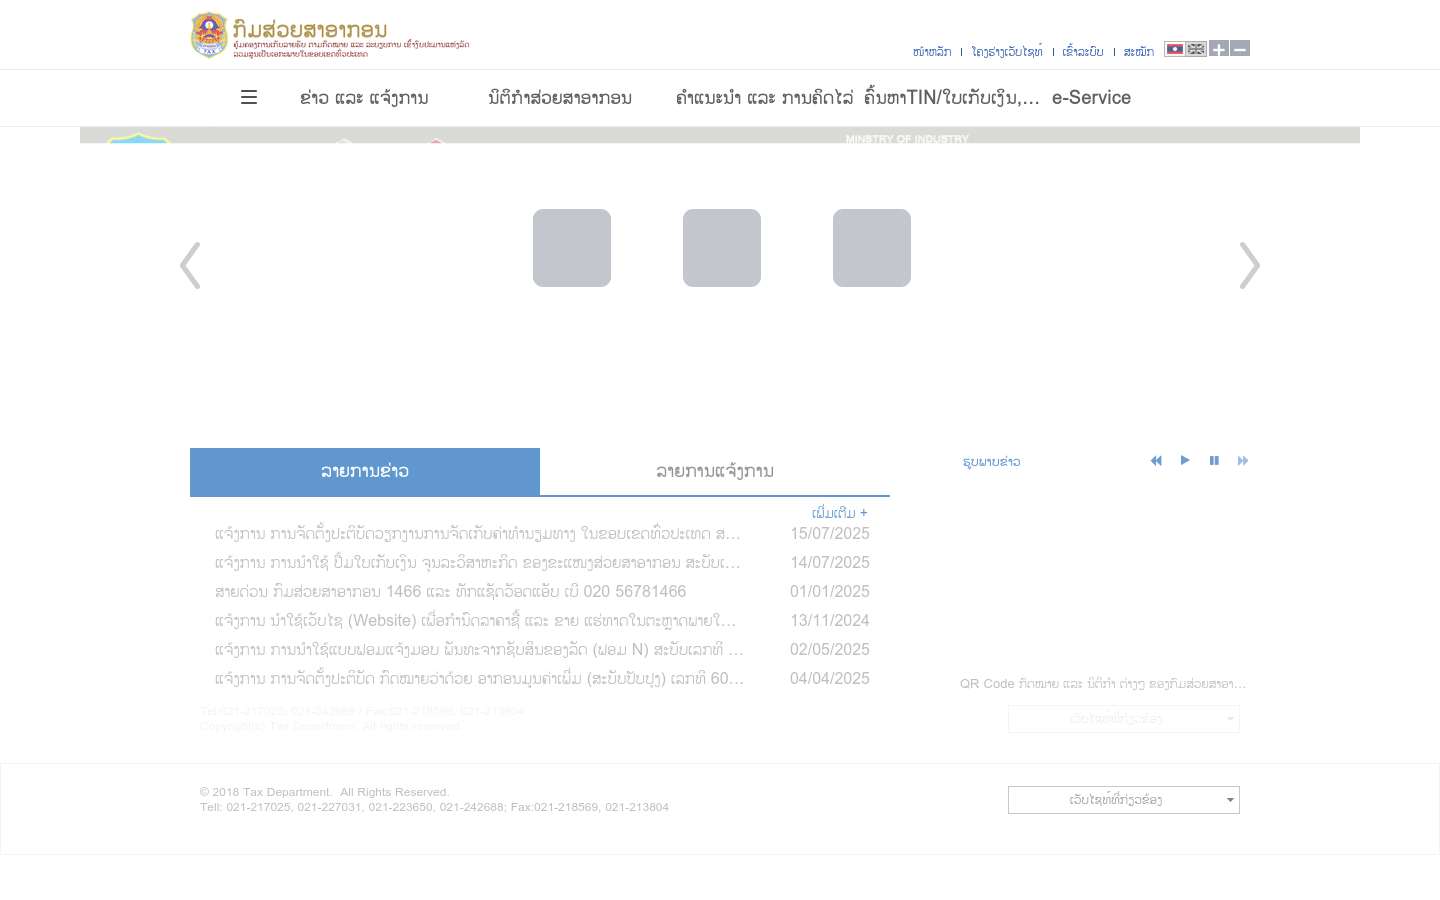 ກົມສ່ວຍສາອາກອນ
ຄຸ້ມຄອງການເກັບລາຍຮັບ ຕາມກົດໝາຍ ແລະ ລະບຽບການ ເຂົ້າງົບປະມານແຫ່ງລັດ
ລວມສູນເປັນເອກະພາບໃນຂອບເຂດທົ່ວປະເທດ
ໜ້າຫລັກ
ໂຄງຮ່າງເວັບໄຊທ໌
ເຂົ້າລະບົບ
ສະໝັກ
ຂ່າວ ແລະ ແຈ້ງການ
ນິຕິກຳສ່ວຍສາອາກອນ
ຄຳແນະນຳ ແລະ ການຄິດໄລ່
ຄົ້ນຫາTIN/ໃບເກັບເງິນ,...
e-Service
MINSTRY OF INDUSTRY
ລາຍການຂ່າວ
ລາຍການແຈ້ງການ
ຮູບພາບຂ່າວ
ເພີ່ມເຕີມ +
ແຈ້ງການ ການຈັດຕັ້ງປະຕິບັດວຽກງານການຈັດເກັບຄ່າທຳນຽມທາງ ໃນຂອບເຂດທົ່ວປະເທດ ສ... 15/07/2025
ແຈ້ງການ ການນຳໃຊ້ ປຶ້ມໃບເກັບເງິນ ຈຸນລະວິສາຫະກິດ ຂອງຂະແໜງສ່ວຍສາອາກອນ ສະບັບເ... 14/07/2025
ສາຍດ່ວນ ກົມສ່ວຍສາອາກອນ 1466 ແລະ ທັກແຊັດວັອດແອັບ ເບີ 020 56781466 01/01/2025
ແຈ້ງການ ນຳໃຊ້ເວັບໄຊ (Website) ເພື່ອກຳນົດລາຄາຊື້ ແລະ ຂາຍ ແຮ່ທາດໃນຕະຫຼາດພາຍໃ... 13/11/2024
ແຈ້ງການ ການນຳໃຊ້ແບບຟອມແຈ້ງມອບ ພັນທະຈາກຊັບສິນຂອງລັດ (ຟອມ N) ສະບັບເລກທີ ... 02/05/2025
ແຈ້ງການ ການຈັດຕັ້ງປະຕິບັດ ກົດໝາຍວ່າດ້ວຍ ອາກອນມູນຄ່າເພີ່ມ (ສະບັບປັບປຸງ) ເລກທີ 60... 04/04/2025
QR Code ກົດໝາຍ ແລະ ນິຕິກຳ ຕ່າງໆ ຂອງກົມສ່ວຍສາອາ...
Tel:021-217025, 021-242688 / Fax:021-218569, 021-213804
Copyright(c) Tax Department. All rights reserved.
ເວັບໄຊທ໌ທີ່ກ່ຽວຂ້ອງ
© 2018 Tax Department.  All Rights Reserved.
Tell: 021-217025, 021-227031, 021-223650, 021-242688; Fax:021-218569, 021-213804
ເວັບໄຊທ໌ທີ່ກ່ຽວຂ້ອງ